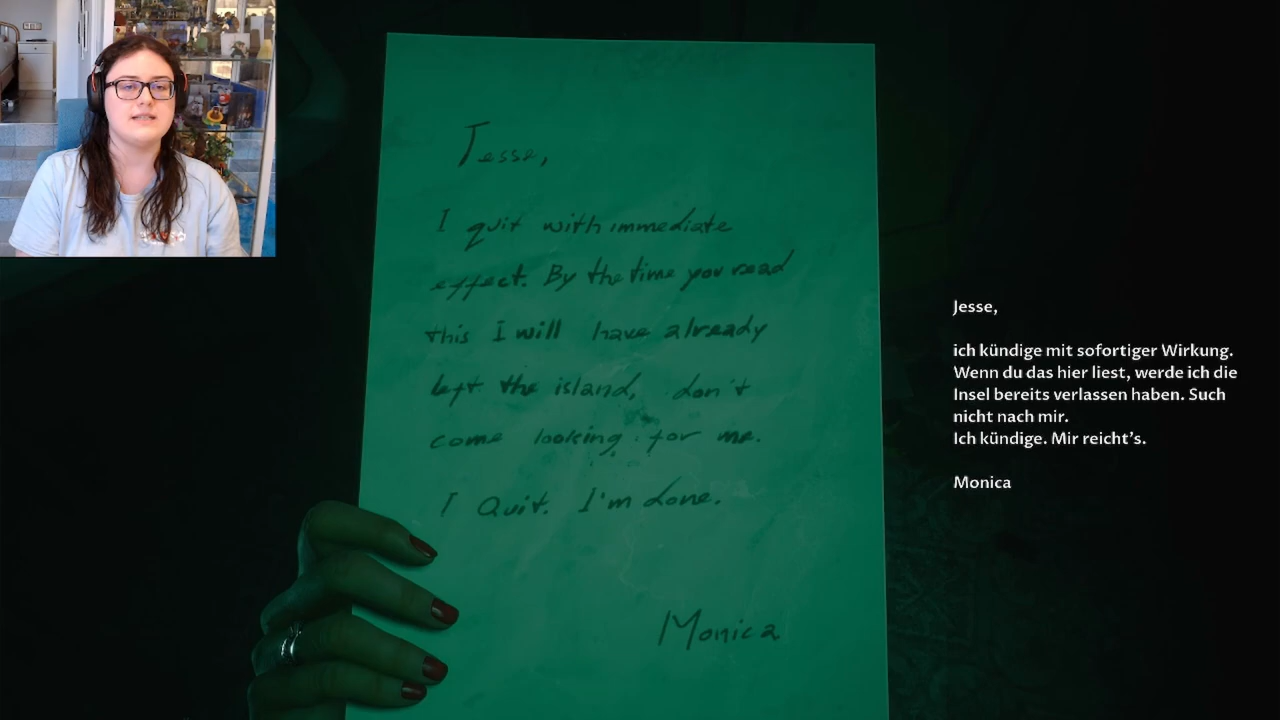 Jesse,
I quit with immediate
effect. By the time you read
this I will have already
left the island, don't
come looking for me.
I Quit. I'm done.
Monica
Jesse,
ich kündige mit sofortiger Wirkung.
Wenn du das hier liest, werde ich die
Insel bereits verlassen haben. Such
nicht nach mir.
Ich kündige. Mir reicht's.
Monica